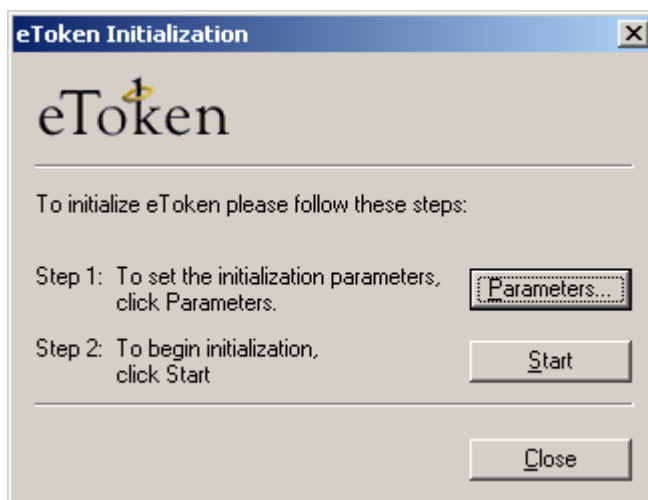 eToken Initialization
eToken
To initialize eToken please follow these steps:
Step 1: To set the initialization parameters,
click Parameters.
Parameters...
Step 2: To begin initialization,
click Start
Start
Close